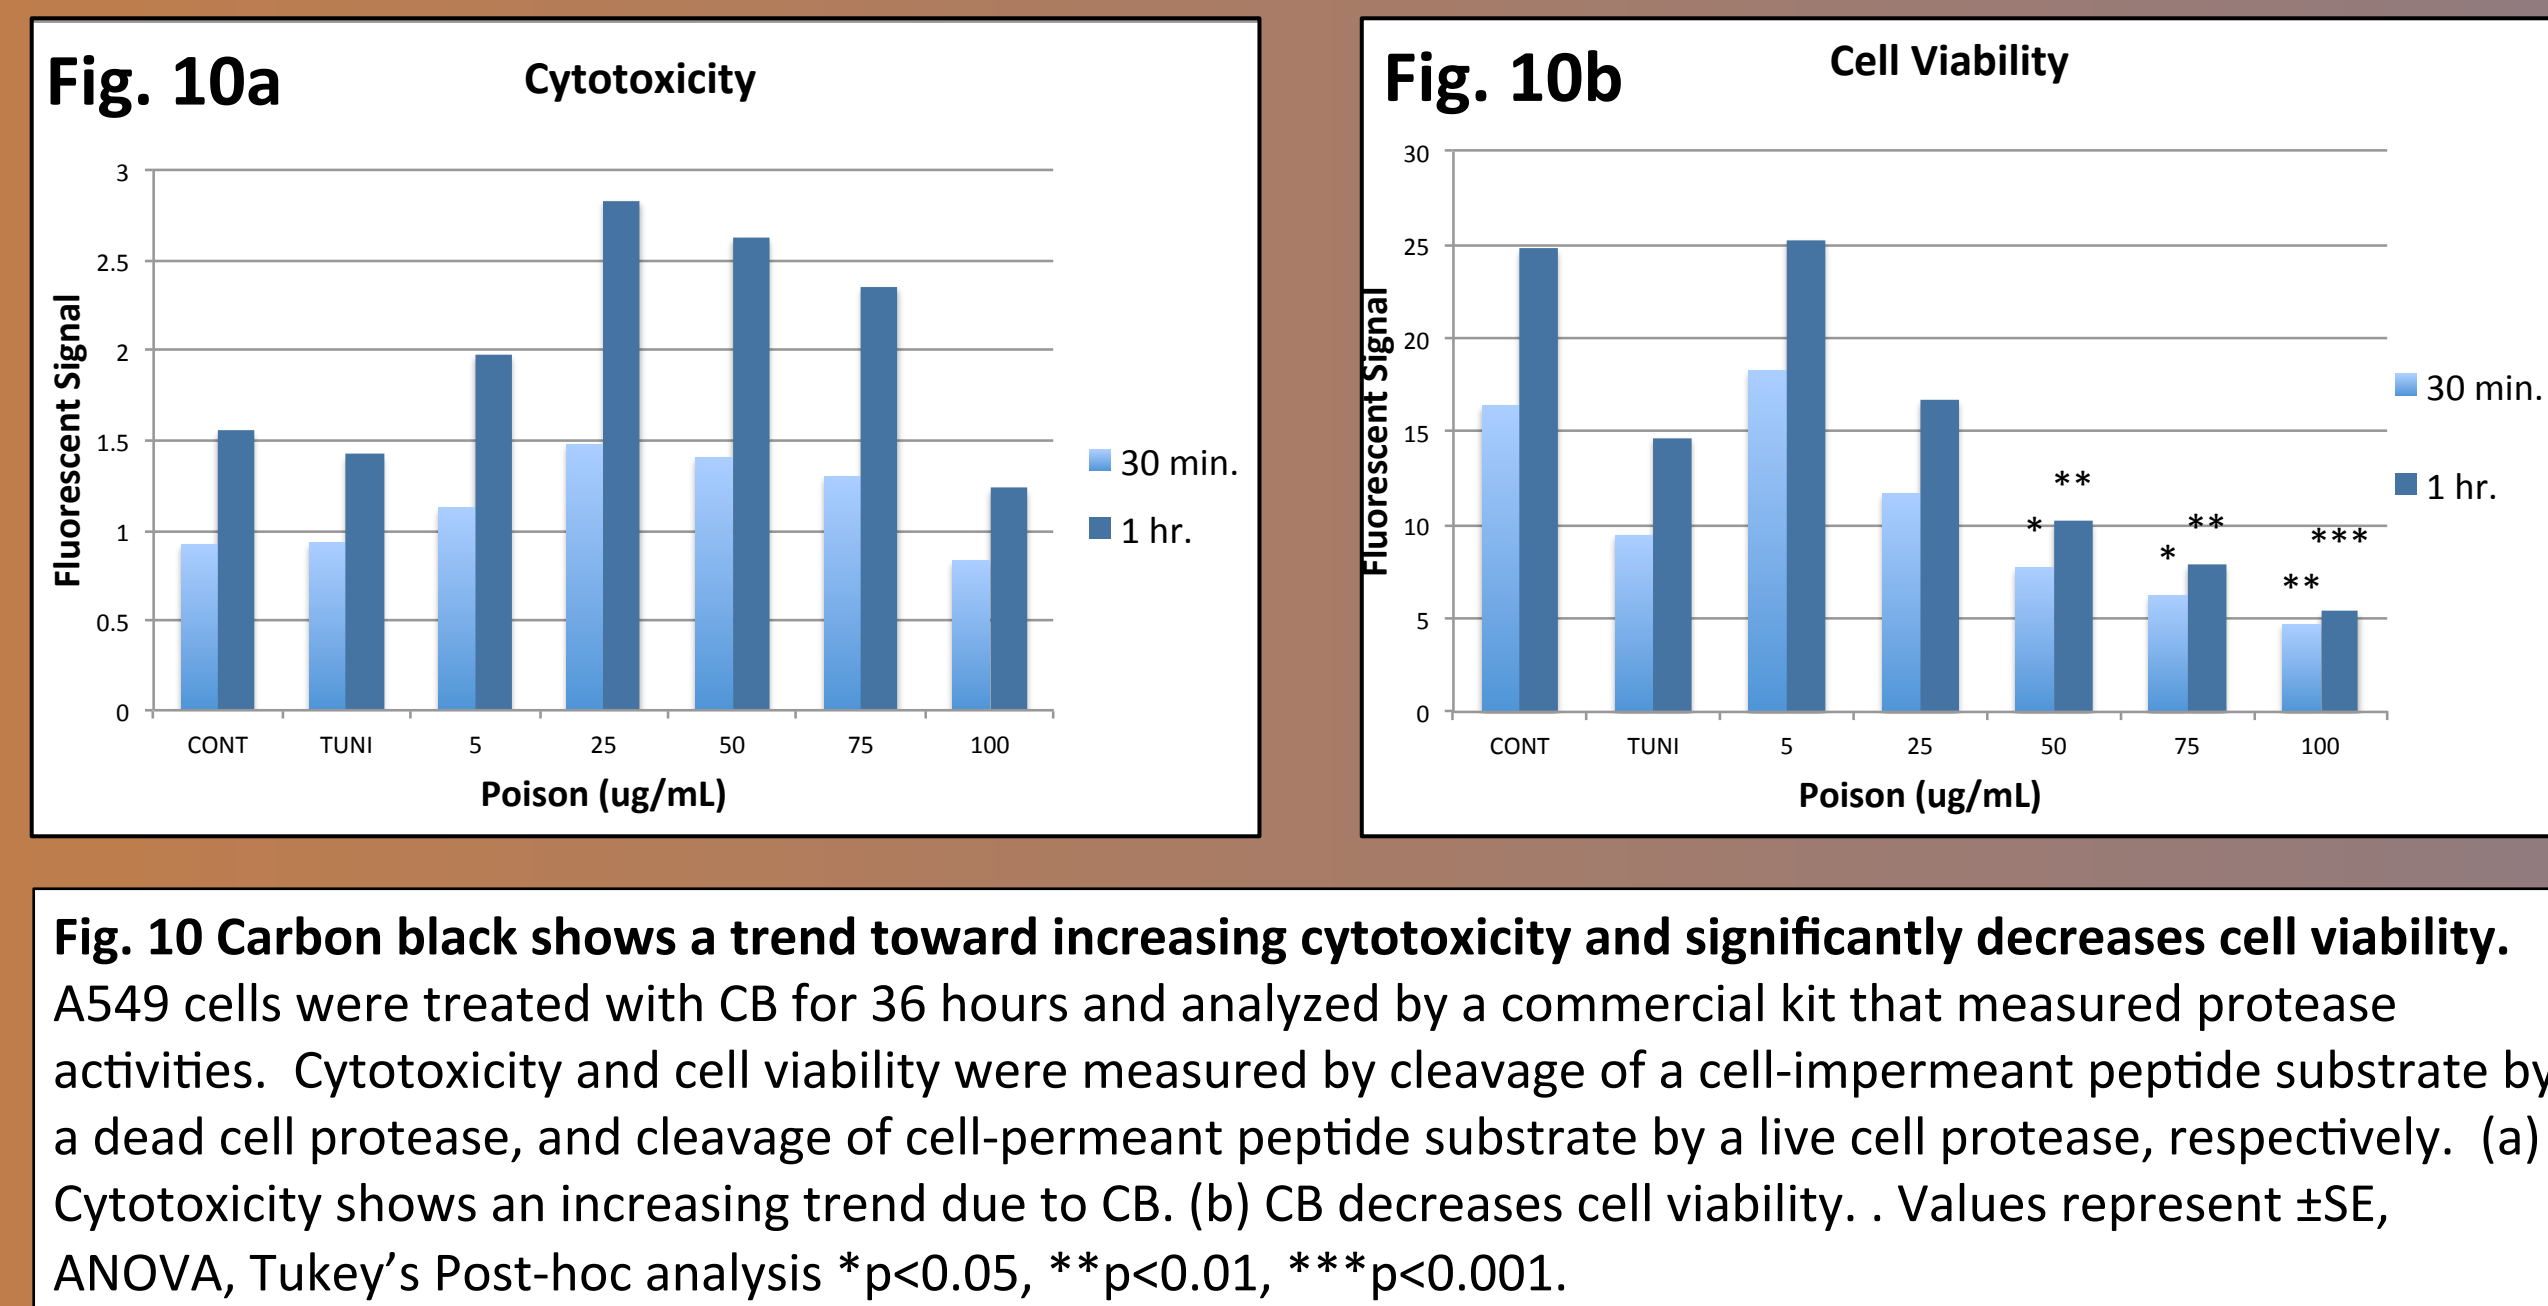 Fig. 10a
Cytotoxicity
3
2.5
2
1.5
1
0.5
0
Fluorescent Signal
CONT TUNI 5 25 50 75 100
Poison (ug/mL)
30 min.
1 hr.
Fig. 10b
Cell Viability
30
25
20
15
10
5
0
Fluorescent Signal
**
*
**
*
***
**
CONT TUNI 5 25 50 75 100
Poison (ug/mL)
30 min.
1 hr.
Fig. 10 Carbon black shows a trend toward increasing cytotoxicity and significantly decreases cell viability.
A549 cells were treated with CB for 36 hours and analyzed by a commercial kit that measured protease
activities.  Cytotoxicity and cell viability were measured by cleavage of a cell-impermeant peptide substrate by
a dead cell protease, and cleavage of cell-permeant peptide substrate by a live cell protease, respectively.  (a)
Cytotoxicity shows an increasing trend due to CB. (b) CB decreases cell viability. . Values represent ±SE,
ANOVA, Tukey’s Post-hoc analysis *p<0.05, **p<0.01, ***p<0.001.